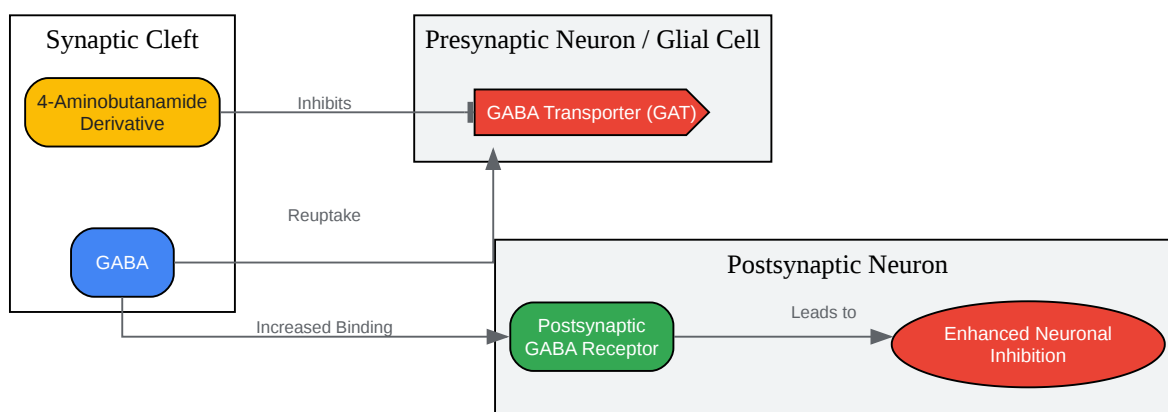 Synaptic Cleft
Presynaptic Neuron / Glial Cell
4-Aminobutanamide
Derivative
Inhibits
GABA Transporter (GAT)
Reuptake
GABA
Postsynaptic Neuron
Increased Binding
Postsynaptic
GABA Receptor
Leads to
Enhanced Neuronal
Inhibition